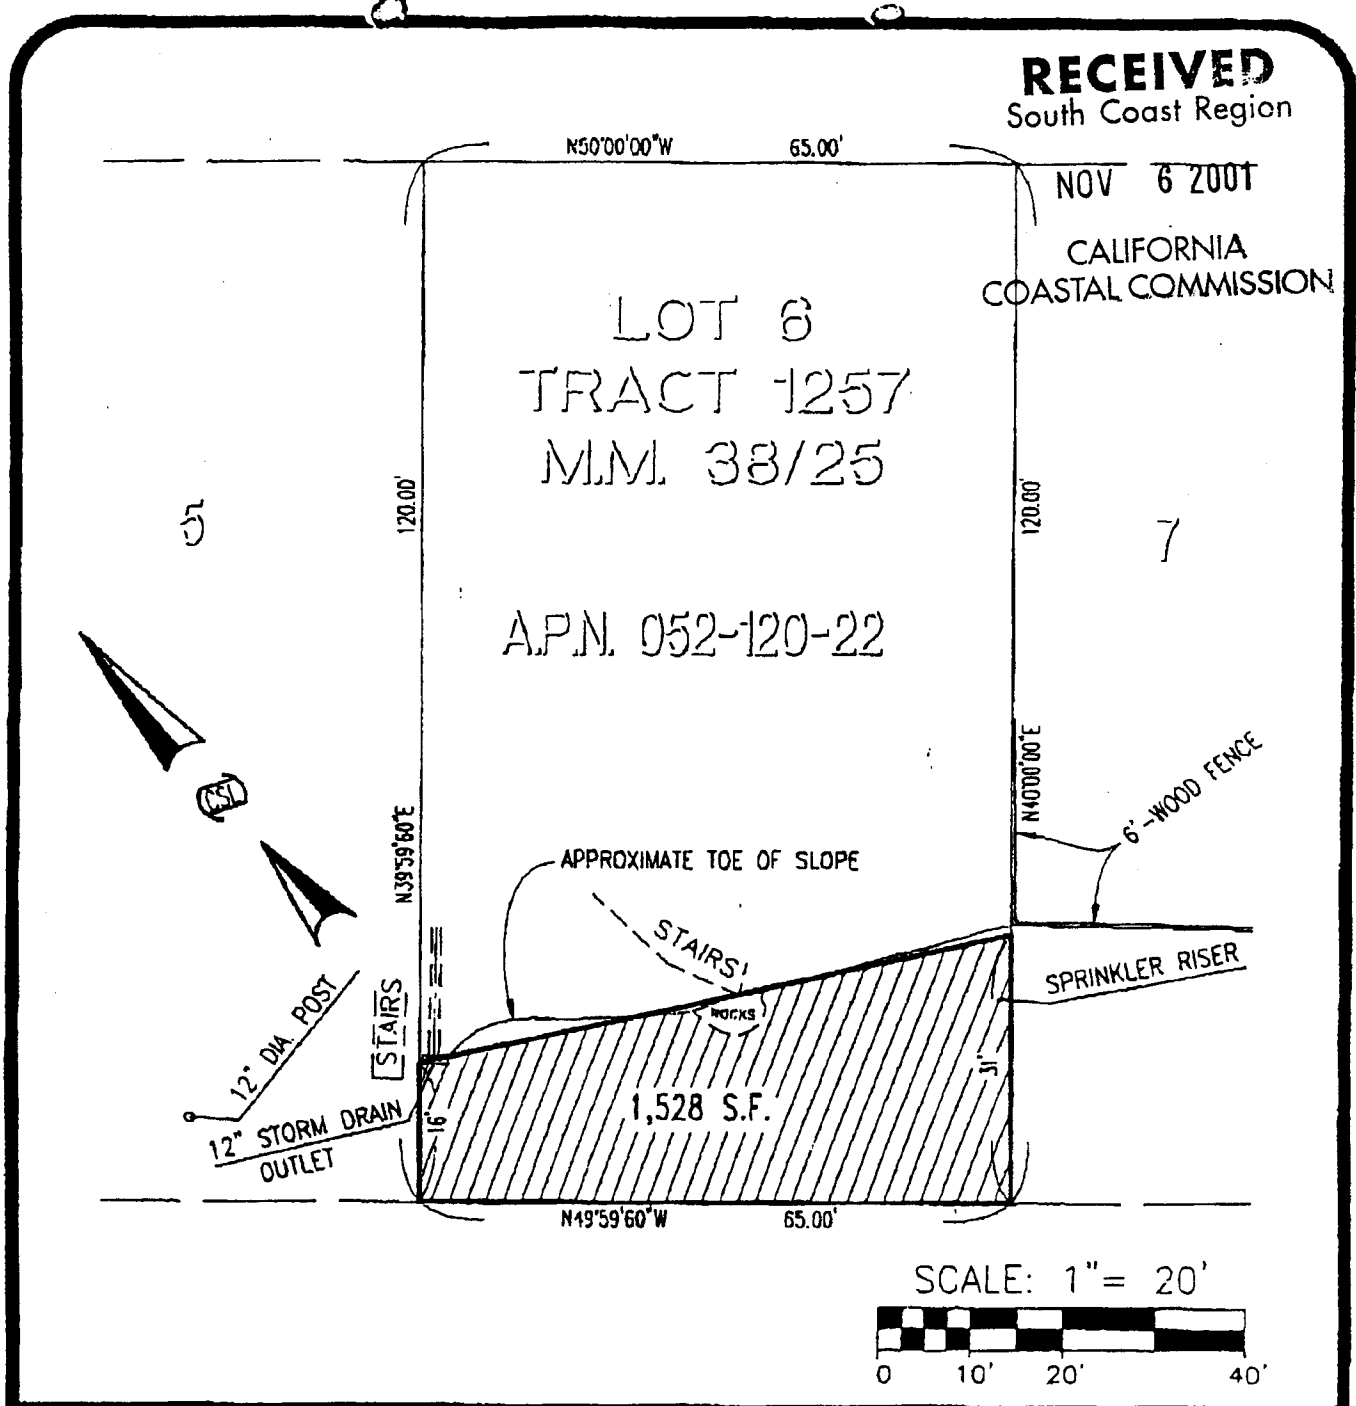 RECEIVED
South Coast Region
N50°00'00"W 65.00'
NOV 6 2001
CALIFORNIA
COASTAL COMMISSION
LOT 6
TRACT 1257
M.M. 38/25
120.00'
120.00'
5
7
A.P.N. 052-120-22
N39°59'60"E
N40°00'00"E
6'-WOOD FENCE
CSL
APPROXIMATE TOE OF SLOPE
STAIRS
STAIRS
ROCKS
SPRINKLER RISER
12" DIA. POST
12" STORM DRAIN
OUTLET
16'
31'
1,528 S.F.
N49°59'60"W 65.00'
SCALE: 1"= 20'
0 10' 20' 40'